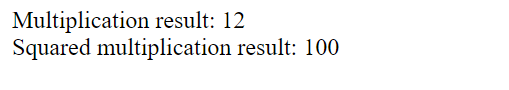 Multiplication result: 12
Squared multiplication result: 100